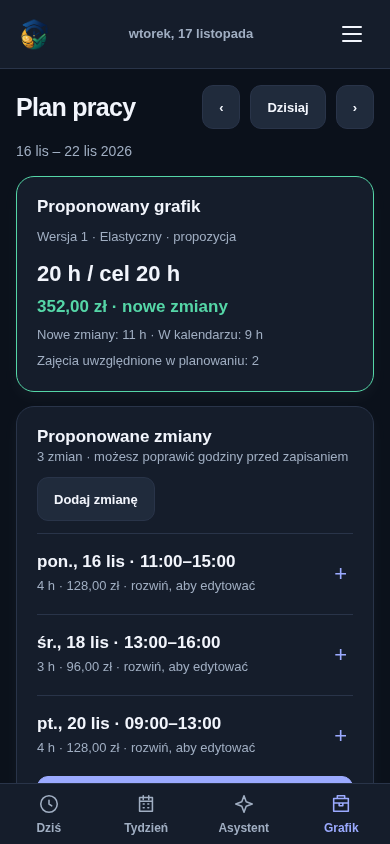 wtorek, 17 listopada
Plan pracy
‹
Dzisiaj
›
16 lis – 22 lis 2026
Proponowany grafik
Wersja 1 · Elastyczny · propozycja
20 h / cel 20 h
352,00 zł · nowe zmiany
Nowe zmiany: 11 h · W kalendarzu: 9 h
Zajęcia uwzględnione w planowaniu: 2
Proponowane zmiany
3 zmian · możesz poprawić godziny przed zapisaniem
Dodaj zmianę
pon., 16 lis · 11:00–15:00
4 h · 128,00 zł · rozwiń, aby edytować
+
śr., 18 lis · 13:00–16:00
3 h · 96,00 zł · rozwiń, aby edytować
+
pt., 20 lis · 09:00–13:00
4 h · 128,00 zł · rozwiń, aby edytować
+
Dziś
Tydzień
Asystent
Grafik